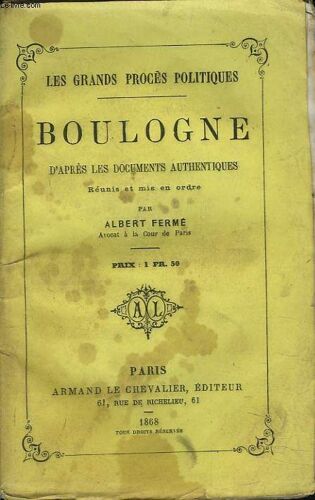 LES GRANDS PROCÈS POLITIQUES
BOULOGNE
D'APRÈS LES DOCUMENTS AUTHENTIQUES
Réunis et mis en ordre
PAR
ALBERT FERMÉ
Avocat à la Cour de Paris
PRIX : 1 FR. 50
AL
PARIS
ARMAND LE CHEVALIER, ÉDITEUR
61, RUE DE RICHELIEU, 61
1868
TOUS DROITS RÉSERVÉS